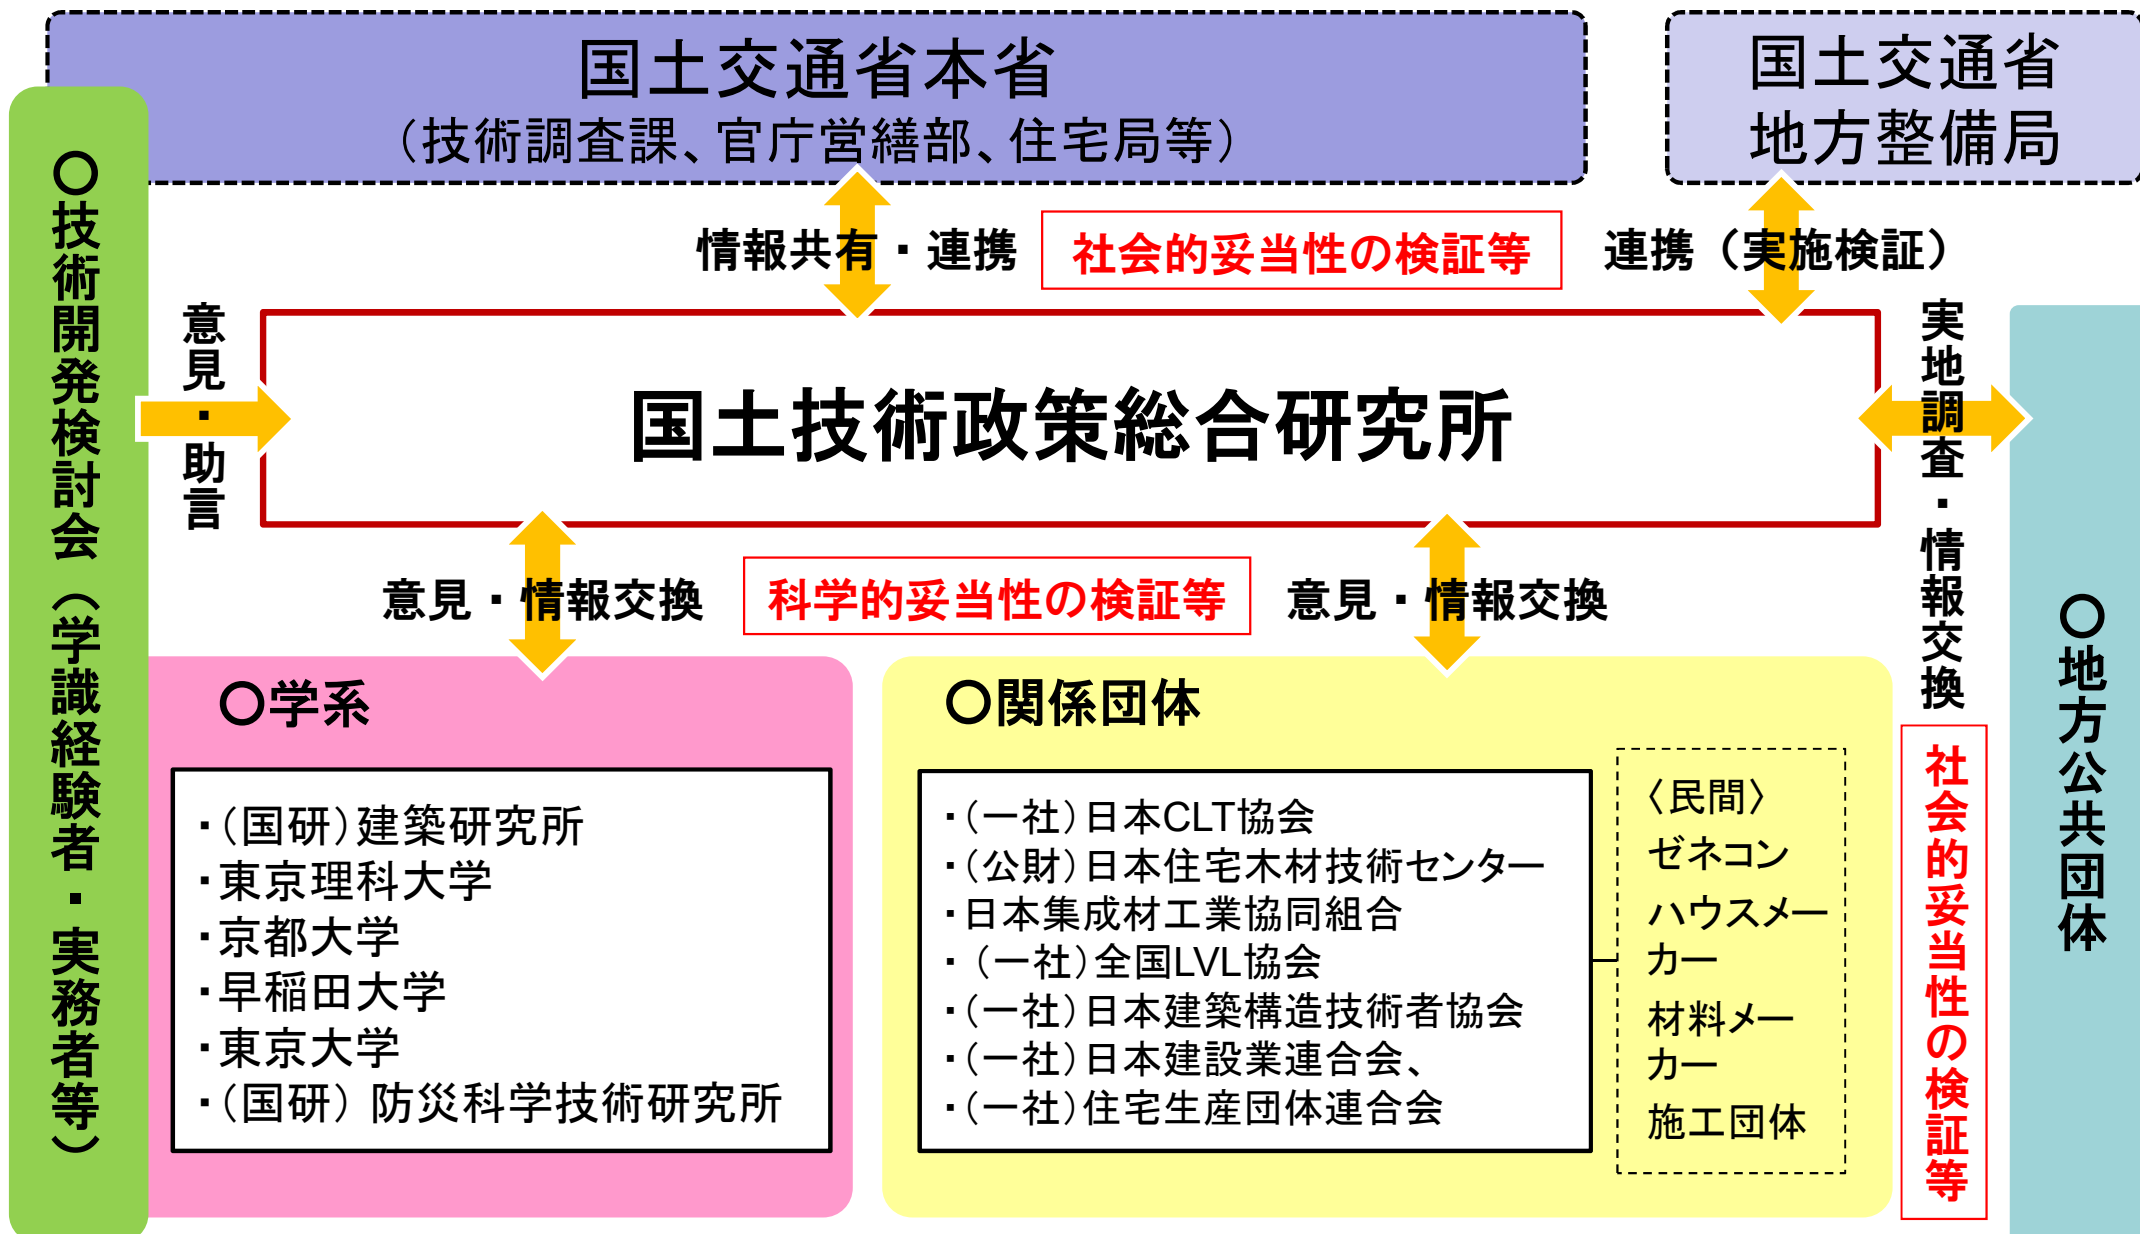 国土交通省本省
（技術調査課、官庁営繕部、住宅局等）
国土交通省
地方整備局
〇技術開発検討会（学識経験者・実務者等）
情報共有・連携
社会的妥当性の検証等
連携（実施検証）
意見・助言
国土技術政策総合研究所
実地調査・情報交換
意見・情報交換
科学的妥当性の検証等
意見・情報交換
〇学系
・（国研）建築研究所
・東京理科大学
・京都大学
・早稲田大学
・東京大学
・（国研） 防災科学技術研究所
〇関係団体
・（一社）日本CLT協会
・（公財）日本住宅木材技術センター
・日本集成材工業協同組合
・ （一社）全国LVL協会
・（一社）日本建築構造技術者協会
・（一社）日本建設業連合会、
・（一社）住宅生産団体連合会
〈民間〉
ゼネコン
ハウスメー
カー
材料メー
カー
施工団体
社会的妥当性の検証等
〇地方公共団体